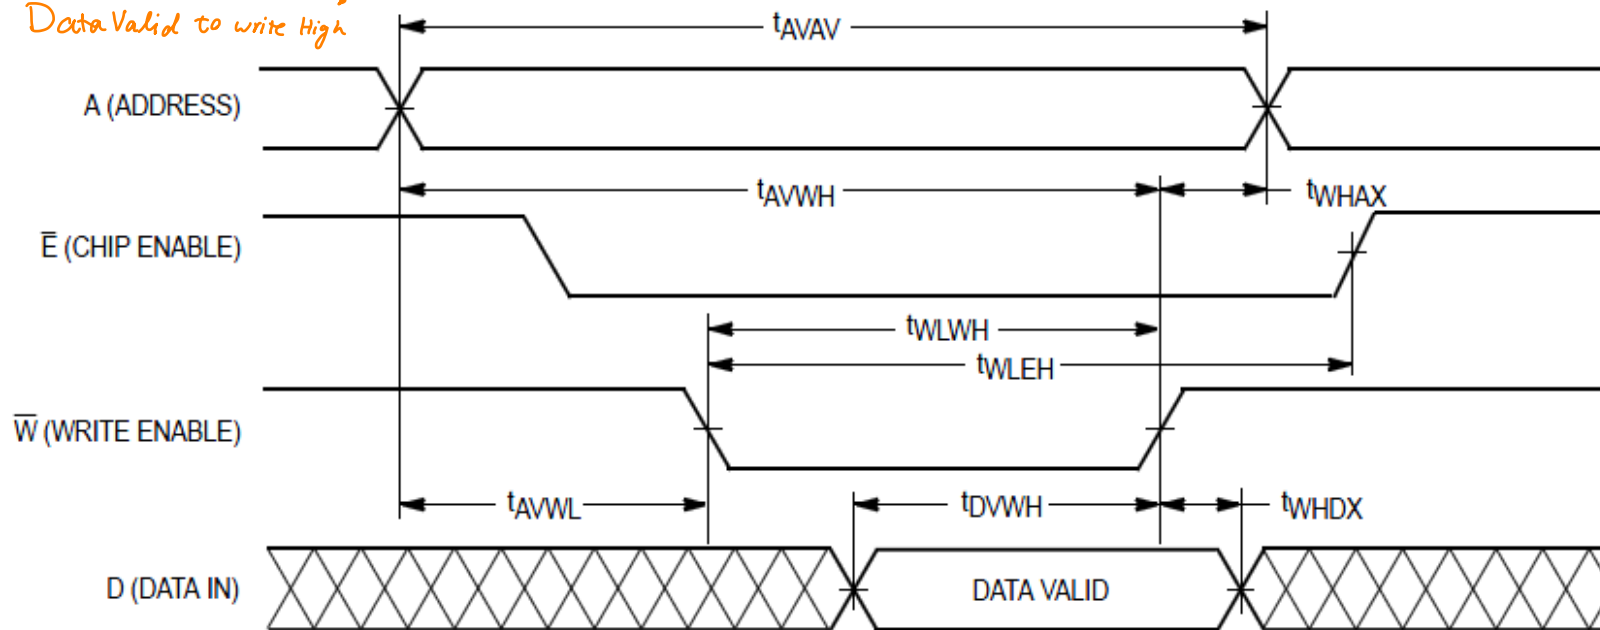 Data Valid to write High
tAVAV
A (ADDRESS)
tAVWH
tWHAX
E̅ (CHIP ENABLE)
tWLWH
tWLEH
W̅ (WRITE ENABLE)
tAVWL
tDVWH
tWHDX
D (DATA IN)
DATA VALID